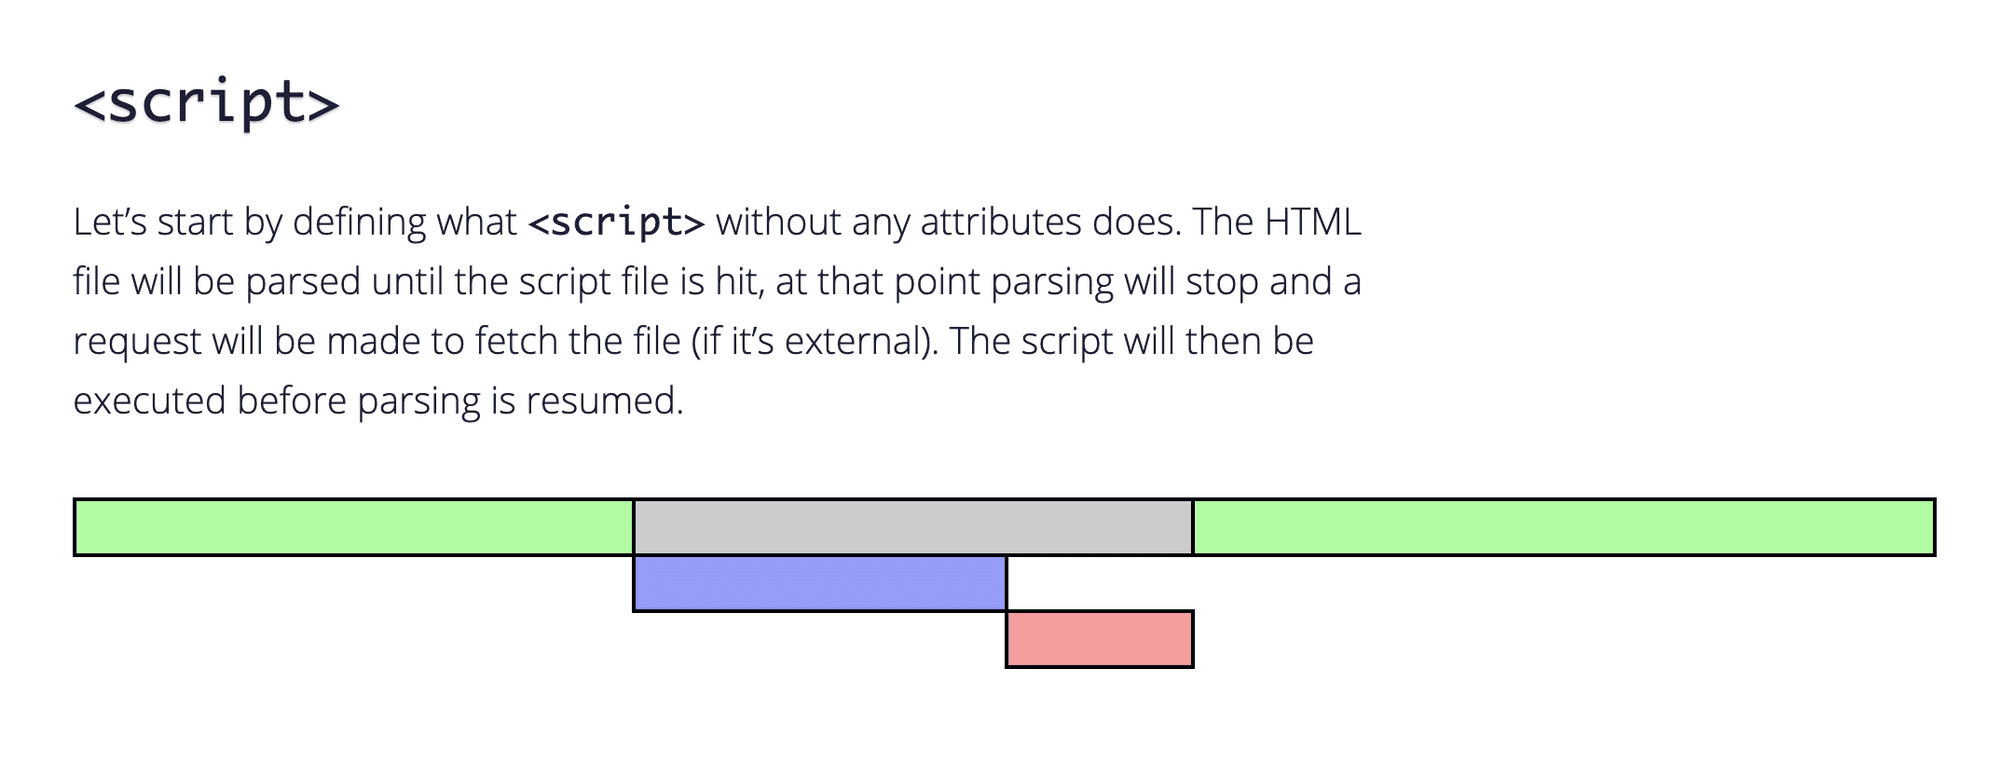 <script>
Let’s start by defining what <script> without any attributes does. The HTML
file will be parsed until the script file is hit, at that point parsing will stop and a
request will be made to fetch the file (if it’s external). The script will then be
executed before parsing is resumed.